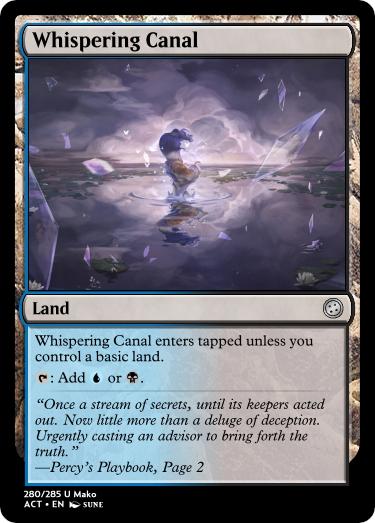 Whispering Canal
Land
Whispering Canal enters tapped unless you
control a basic land.
: Add or .
“Once a stream of secrets, until its keepers acted
out. Now little more than a deluge of deception.
Urgently casting an advisor to bring forth the
truth.”
—Percy’s Playbook, Page 2
280/285 U Mako
ACT • EN SUNE